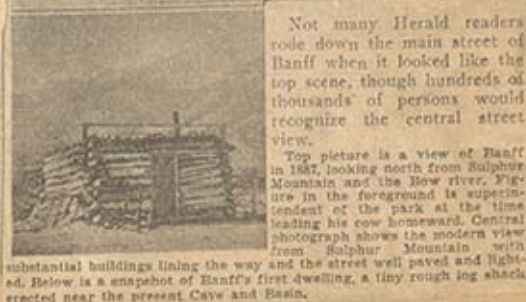 Not many Herald readers
rode down the main street of
Banff when it looked like the
top scene, though hundreds of
thousands of persons would
recognize the central street
view.
Top picture is a view of Banff
in 1887, looking north from Sulphur
Mountain and the Bow river. Fig-
ure in the foreground is superin-
tendent of the park at the time
leading his cow homeward. Central
photograph shows the modern view
from Sulphur Mountain with
substantial buildings lining the way and the street well paved and light-
ed. Below is a snapshot of Banff's first dwelling, a tiny rough log shack
erected near the present Cave and Basin.